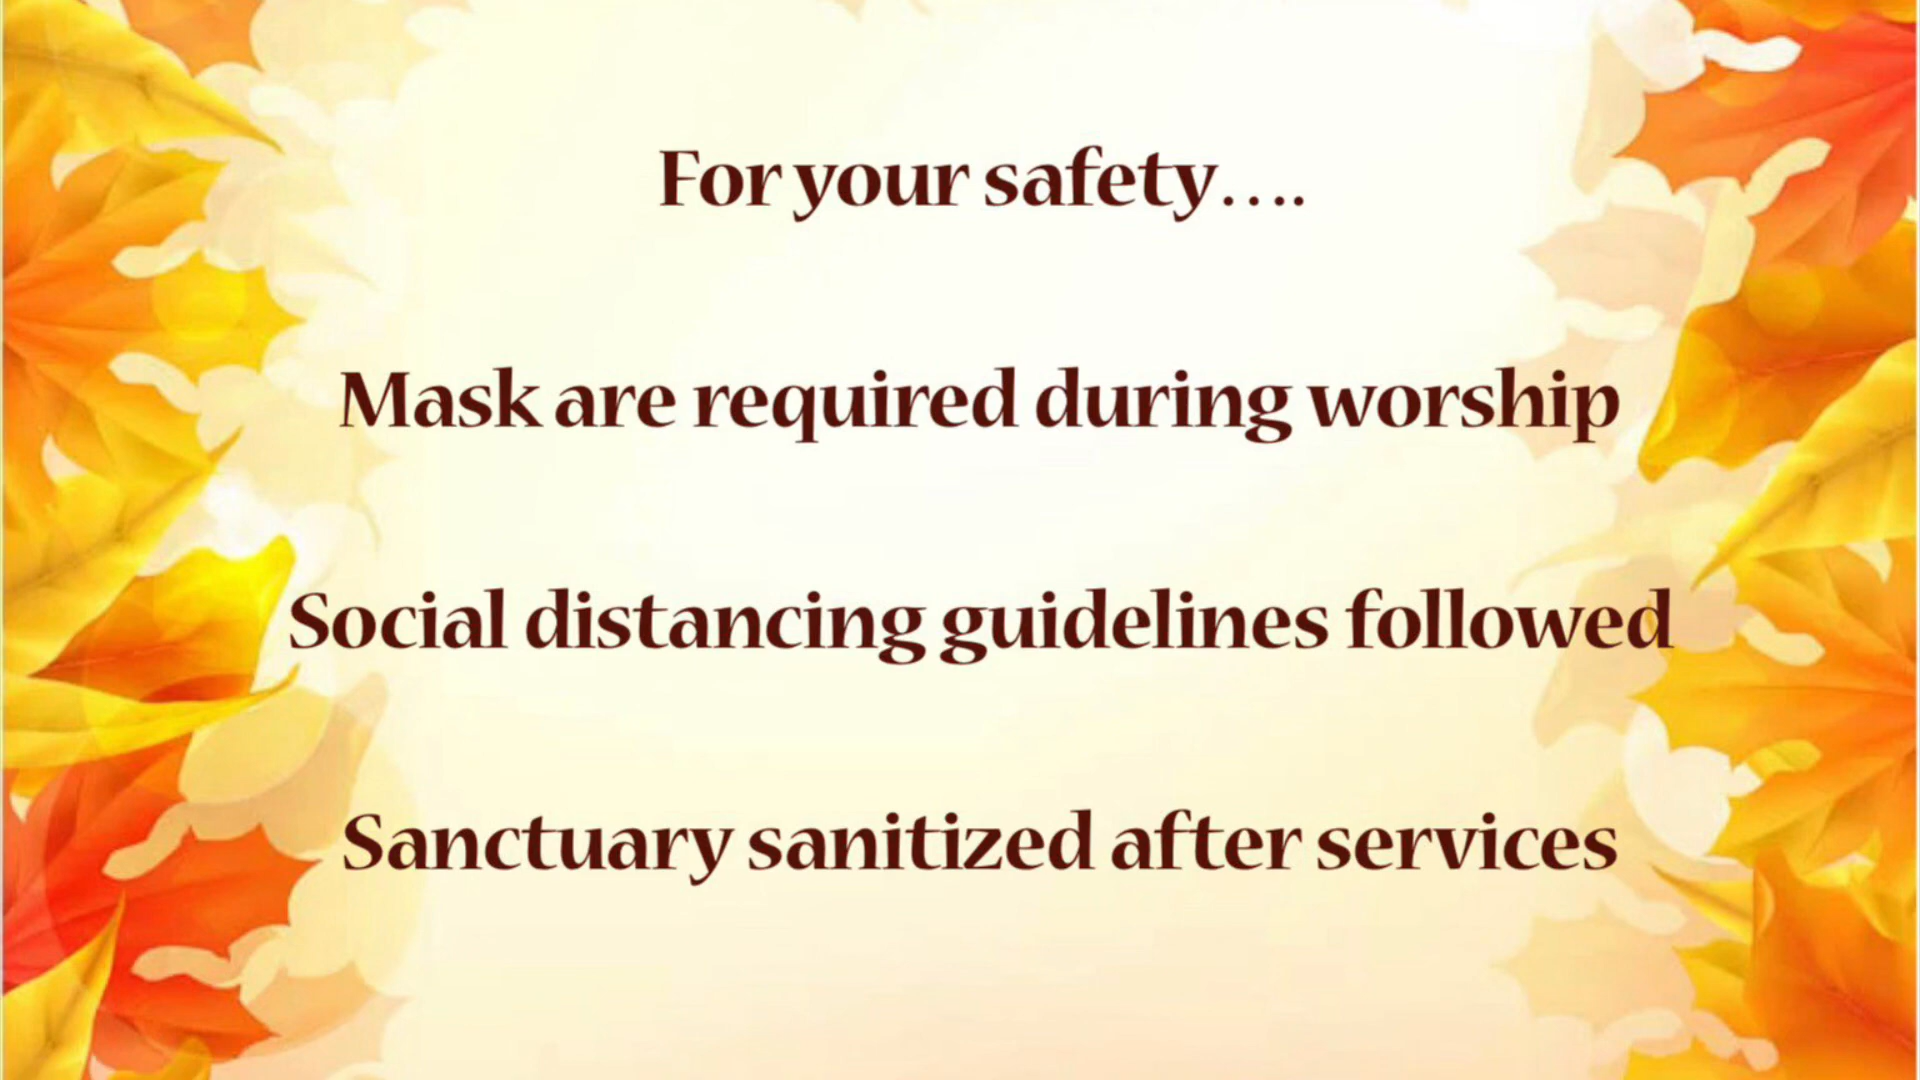 For your safety....
Mask are required during worship
Social distancing guidelines followed
Sanctuary sanitized after services